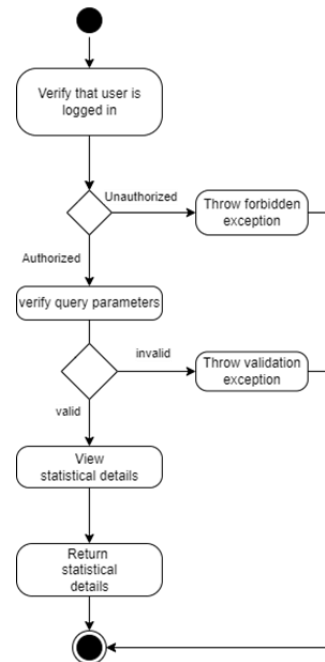 Verify that user is
logged in
Unauthorized
Throw forbidden
exception
Authorized
verify query parameters
invalid
Throw validation
exception
valid
View
statistical details
Return
statistical
details